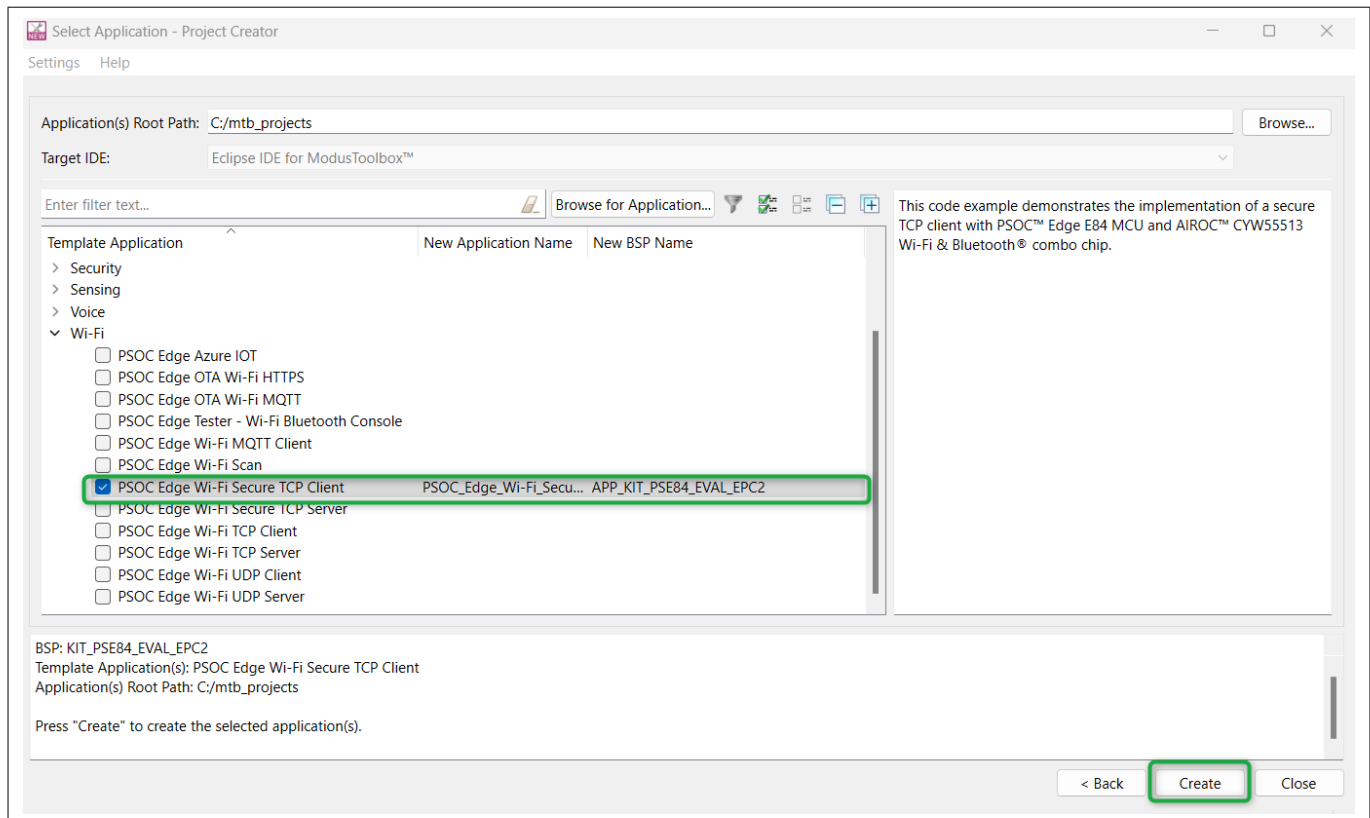 NEW
Select Application - Project Creator
Settings Help
Application(s) Root Path: C:/mtb_projects Browse...
Target IDE: Eclipse IDE for ModusToolbox™
Enter filter text... Browse for Application...
Template Application New Application Name New BSP Name
Security
Sensing
Voice
Wi-Fi
PSOC Edge Azure IOT
PSOC Edge OTA Wi-Fi HTTPS
PSOC Edge OTA Wi-Fi MQTT
PSOC Edge Tester - Wi-Fi Bluetooth Console
PSOC Edge Wi-Fi MQTT Client
PSOC Edge Wi-Fi Scan
PSOC Edge Wi-Fi Secure TCP Client PSOC_Edge_Wi-Fi_Secu... APP_KIT_PSE84_EVAL_EPC2
PSOC Edge Wi-Fi Secure TCP Server
PSOC Edge Wi-Fi TCP Client
PSOC Edge Wi-Fi TCP Server
PSOC Edge Wi-Fi UDP Client
PSOC Edge Wi-Fi UDP Server
This code example demonstrates the implementation of a secure
TCP client with PSOC™ Edge E84 MCU and AIROC™ CYW55513
Wi-Fi & Bluetooth® combo chip.
BSP: KIT_PSE84_EVAL_EPC2
Template Application(s): PSOC Edge Wi-Fi Secure TCP Client
Application(s) Root Path: C:/mtb_projects
Press "Create" to create the selected application(s).
< Back Create Close